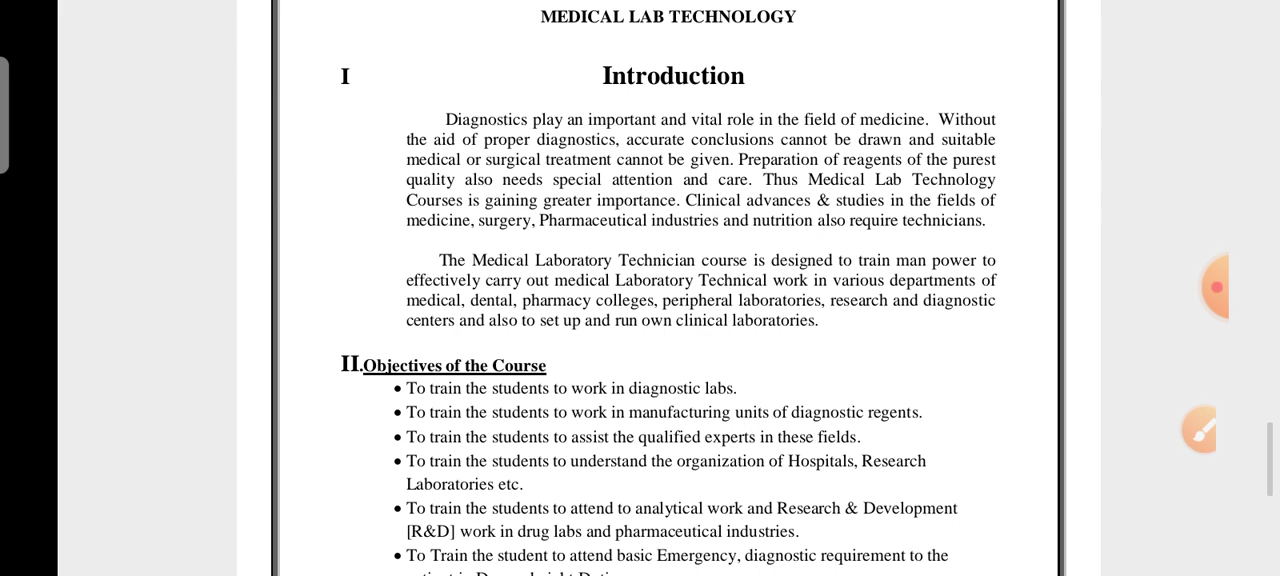 MEDICAL LAB TECHNOLOGY
I Introduction
Diagnostics play an important and vital role in the field of medicine. Without
the aid of proper diagnostics, accurate conclusions cannot be drawn and suitable
medical or surgical treatment cannot be given. Preparation of reagents of the purest
quality also needs special attention and care. Thus Medical Lab Technology
Courses is gaining greater importance. Clinical advances & studies in the fields of
medicine, surgery, Pharmaceutical industries and nutrition also require technicians.
The Medical Laboratory Technician course is designed to train man power to
effectively carry out medical Laboratory Technical work in various departments of
medical, dental, pharmacy colleges, peripheral laboratories, research and diagnostic
centers and also to set up and run own clinical laboratories.
II.Objectives of the Course
• To train the students to work in diagnostic labs.
• To train the students to work in manufacturing units of diagnostic regents.
• To train the students to assist the qualified experts in these fields.
• To train the students to understand the organization of Hospitals, Research
Laboratories etc.
• To train the students to attend to analytical work and Research & Development
[R&D] work in drug labs and pharmaceutical industries.
• To Train the student to attend basic Emergency, diagnostic requirement to the